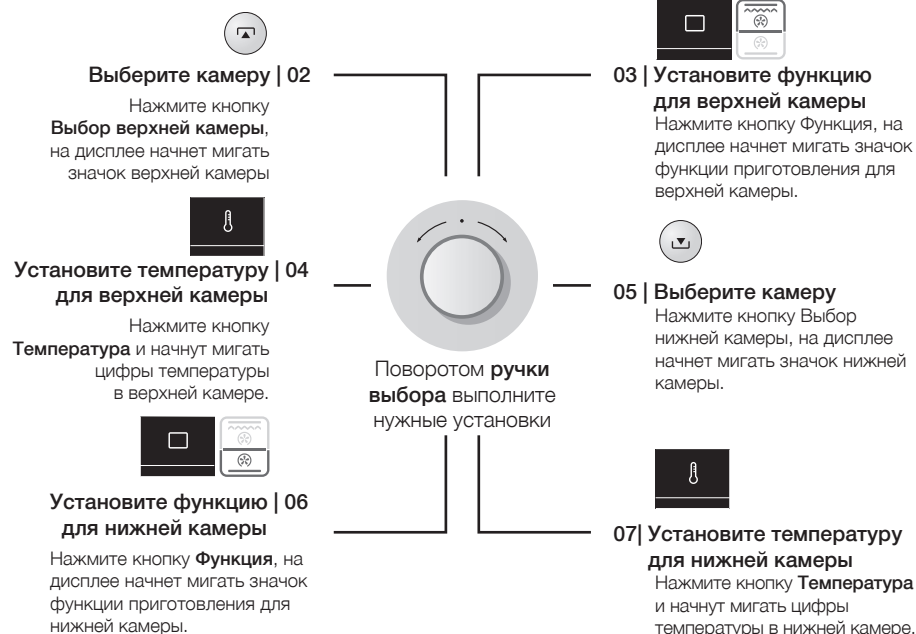 Выберите камеру | 02
Нажмите кнопку
Выбор верхней камеры,
на дисплее начнет мигать
значок верхней камеры
03 | Установите функцию
для верхней камеры
Нажмите кнопку Функция, на
дисплее начнет мигать значок
функции приготовления для
верхней камеры.
Установите температуру | 04
для верхней камеры
Нажмите кнопку
Температура и начнут мигать
цифры температуры
в верхней камере.
05 | Выберите камеру
Нажмите кнопку Выбор
нижней камеры, на дисплее
начнет мигать значок нижней
камеры.
Поворотом ручки
выбора выполните
нужные установки
Установите функцию | 06
для нижней камеры
Нажмите кнопку Функция, на
дисплее начнет мигать значок
функции приготовления для
нижней камеры.
07| Установите температуру
для нижней камеры
Нажмите кнопку Температура
и начнут мигать цифры
температуры в нижней камере.